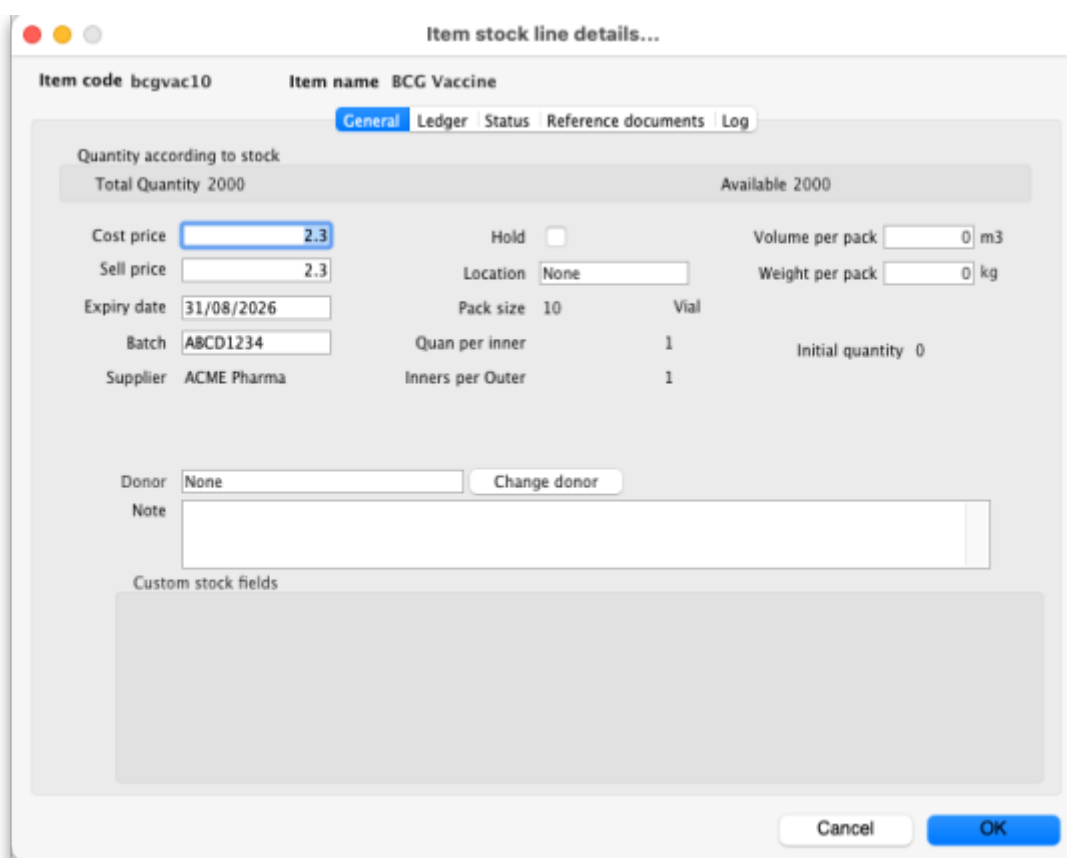 Item stock line details...
Item code bcgvac10 Item name BCG Vaccine
General Ledger Status Reference documents Log
Quantity according to stock
Total Quantity 2000 Available 2000
Cost price 2.3 Hold Volume per pack 0 m3
Sell price 2.3 Location None Weight per pack 0 kg
Expiry date 31/08/2026 Pack size 10 Vial
Batch ABCD1234 Quan per inner 1 Initial quantity 0
Supplier ACME Pharma Inners per Outer 1
Donor None Change donor
Note
Custom stock fields
Cancel OK